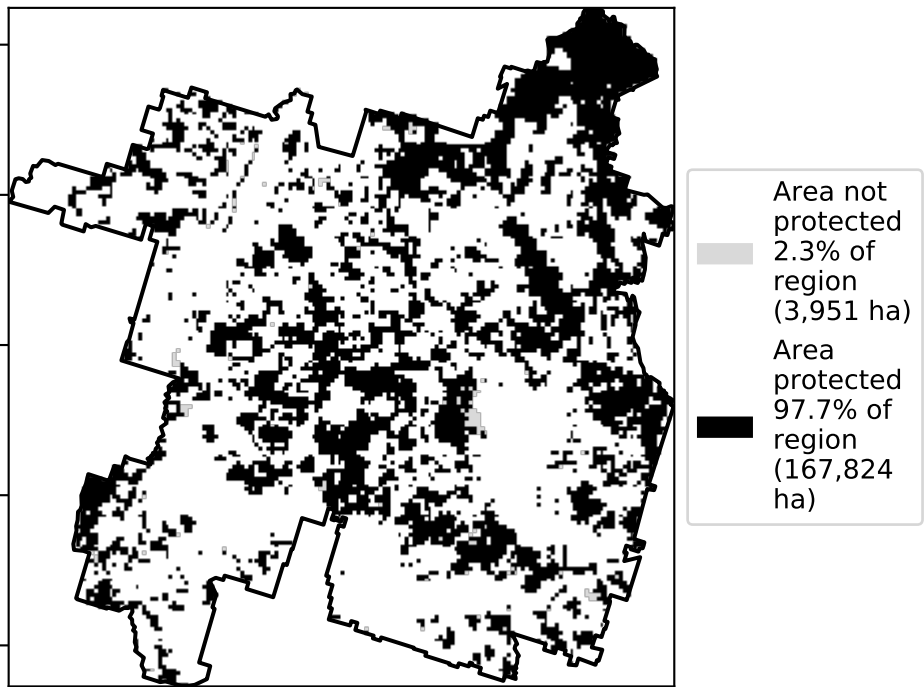 Area not
protected
2.3% of
region
(3,951 ha)
Area
protected
97.7% of
region
(167,824
ha)